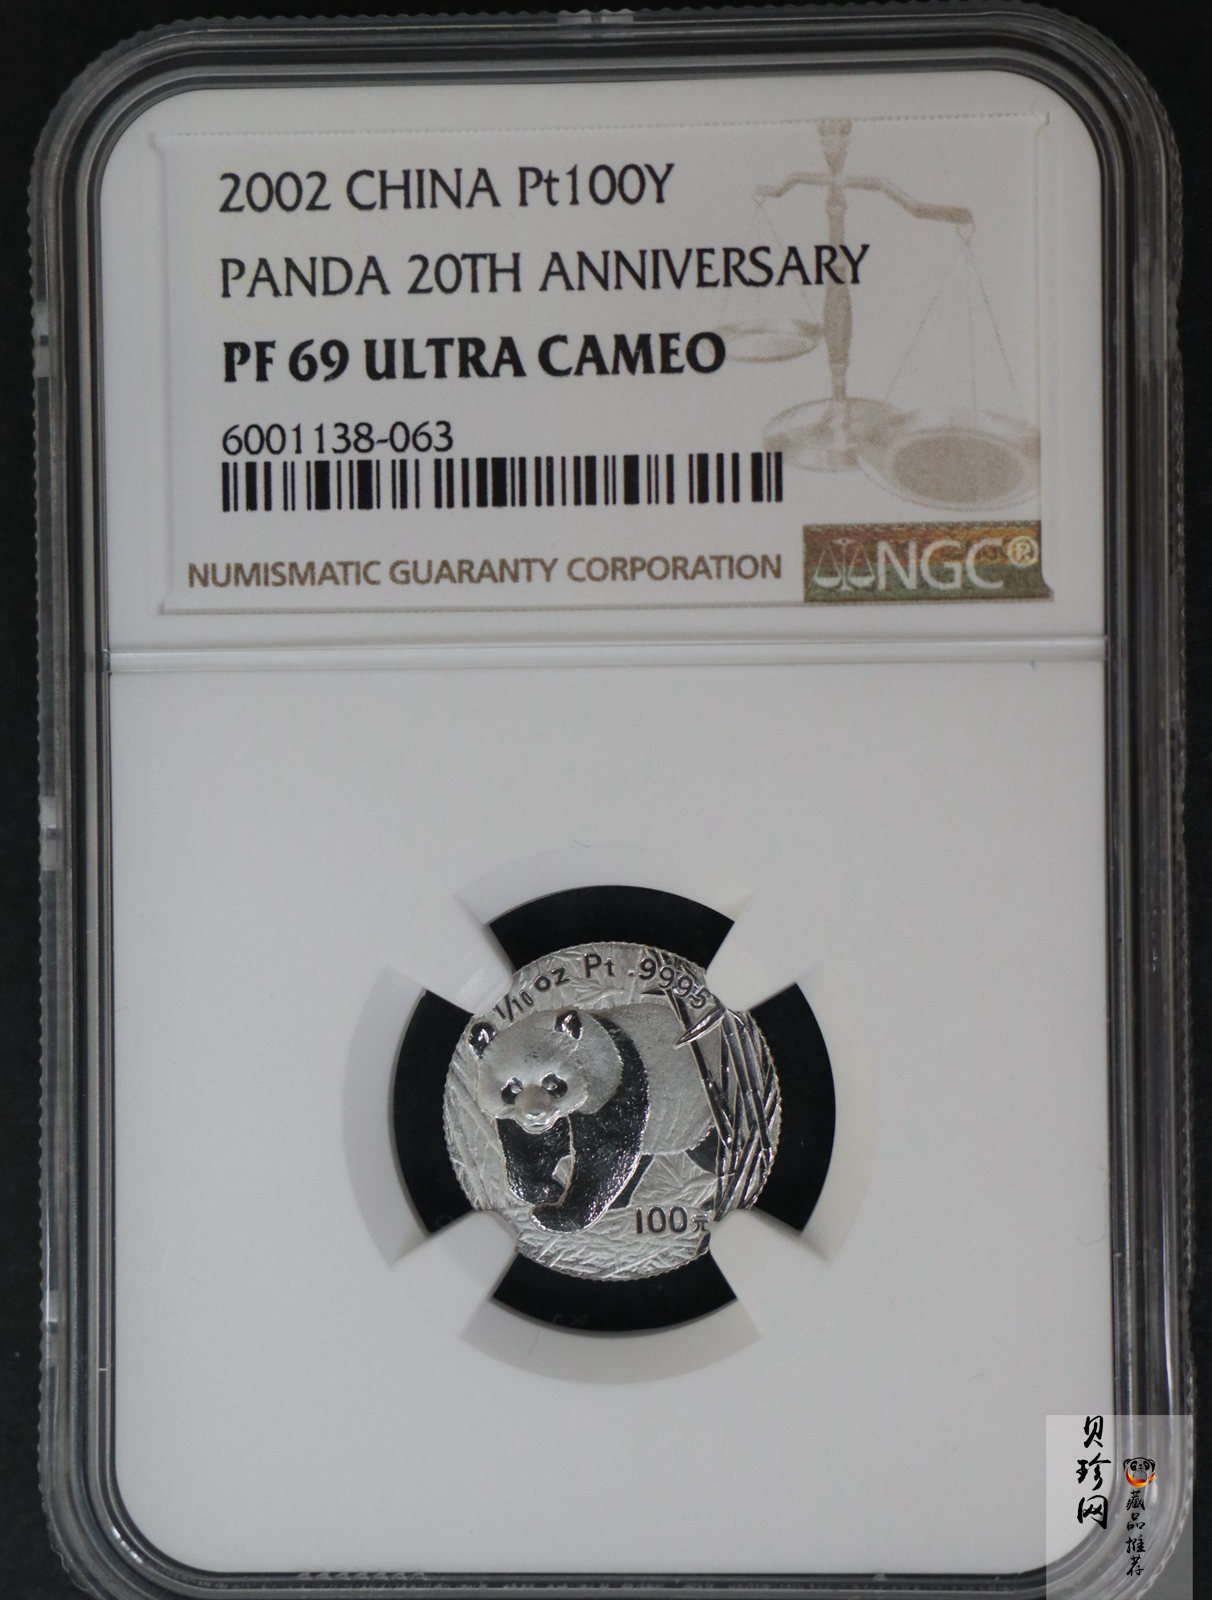 2002 CHINA Pt100Y
PANDA 20TH ANNIVERSARY
PF 69 ULTRA CAMEO
6001138-063
NUMISMATIC GUARANTY CORPORATION
NGC®
1/10 oz Pt .9995
100元
贝珍网
藏品推荐